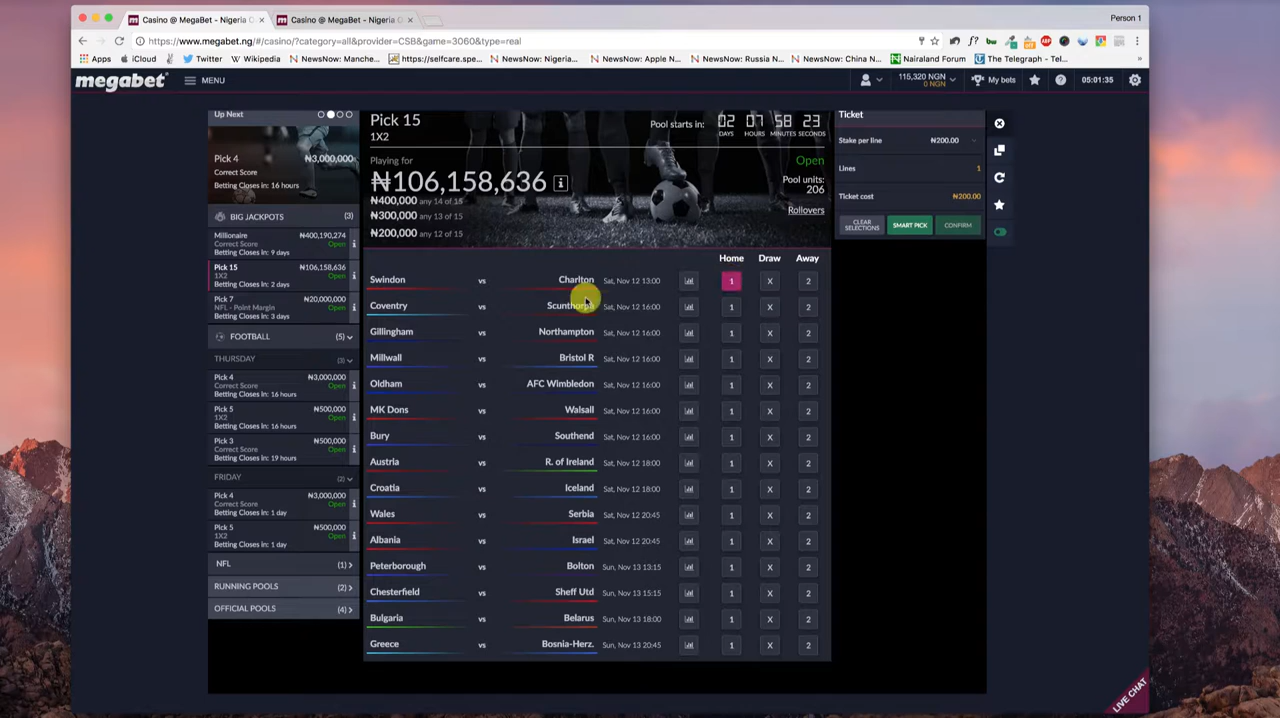 Casino @ MegaBet - Nigeria C
Casino @ MegaBet - Nigeria C
Person 1
https://www.megabet.ng/#/casino/?category=all&provider=CSB&game=3060&type=real
Apps iCloud Twitter Wikipedia NewsNow: Manche... https://selfcare.spe... NewsNow: Nigeria... NewsNow: Apple N... NewsNow: Russia N... NewsNow: China N... Nairaland Forum The Telegraph - Tel...
megabet MENU 115,320 NGN My bets 05:01:35
0 NGN
Up Next
Pick 4 ₦3,000,000
Correct Score
Betting Closes in: 16 hours
BIG JACKPOTS (3)
Millionaire ₦400,190,274
Correct Score Open
Betting Closes in: 9 days
Pick 15 ₦106,158,636
1X2 Open
Betting Closes in: 2 days
Pick 7 ₦20,000,000
NFL - Point Margin Open
Betting Closes in: 3 days
FOOTBALL (5)
THURSDAY (3)
Pick 4 ₦3,000,000
Correct Score Open
Betting Closes in: 16 hours
Pick 5 ₦500,000
1X2 Open
Betting Closes in: 16 hours
Pick 3 ₦500,000
Correct Score Open
Betting Closes in: 19 hours
FRIDAY (2)
Pick 4 ₦3,000,000
Correct Score Open
Betting Closes in: 1 day
Pick 5 ₦500,000
1X2 Open
Betting Closes in: 1 day
NFL (1)
RUNNING POOLS (2)
OFFICIAL POOLS (4)
Pick 15
1X2
Pool starts in: 02 07 58 23
DAYS HOURS MINUTES SECONDS
Playing for Open
₦106,158,636
Pool units:
206
₦400,000 any 14 of 15
₦300,000 any 13 of 15
Rollovers
₦200,000 any 12 of 15
Home Draw Away
Swindon vs Charlton Sat, Nov 12 13:00 1 X 2
Coventry vs Scunthorpe Sat, Nov 12 16:00 1 X 2
Gillingham vs Northampton Sat, Nov 12 16:00 1 X 2
Millwall vs Bristol R Sat, Nov 12 16:00 1 X 2
Oldham vs AFC Wimbledon Sat, Nov 12 16:00 1 X 2
MK Dons vs Walsall Sat, Nov 12 16:00 1 X 2
Bury vs Southend Sat, Nov 12 16:00 1 X 2
Austria vs R. of Ireland Sat, Nov 12 18:00 1 X 2
Croatia vs Iceland Sat, Nov 12 18:00 1 X 2
Wales vs Serbia Sat, Nov 12 20:45 1 X 2
Albania vs Israel Sat, Nov 12 20:45 1 X 2
Peterborough vs Bolton Sun, Nov 13 13:15 1 X 2
Chesterfield vs Sheff Utd Sun, Nov 13 15:15 1 X 2
Bulgaria vs Belarus Sun, Nov 13 18:00 1 X 2
Greece vs Bosnia-Herz. Sun, Nov 13 20:45 1 X 2
Ticket
Stake per line ₦200.00
Lines 1
Ticket cost ₦200.00
CLEAR
SELECTIONS SMART PICK CONFIRM
LIVE CHAT